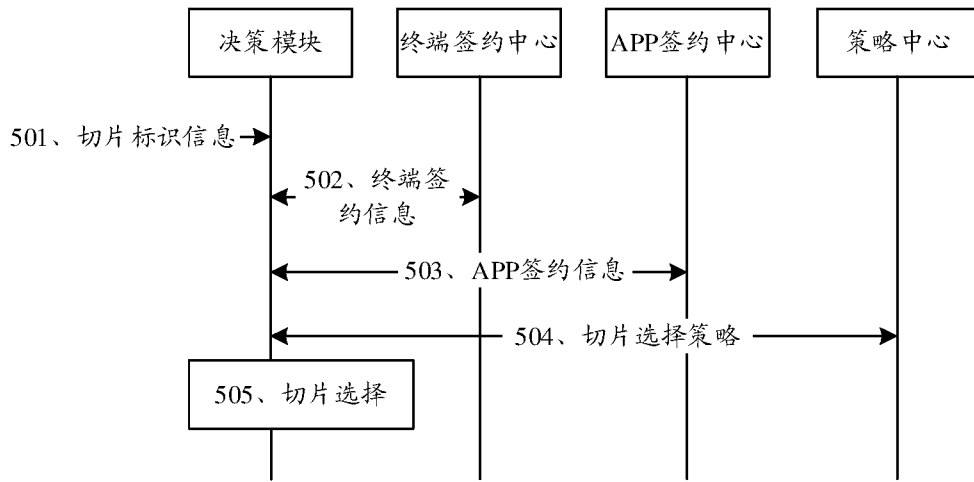 决策模块
终端签约中心
APP签约中心
策略中心
501、切片标识信息
502、终端签
约信息
503、APP签约信息
504、切片选择策略
505、切片选择